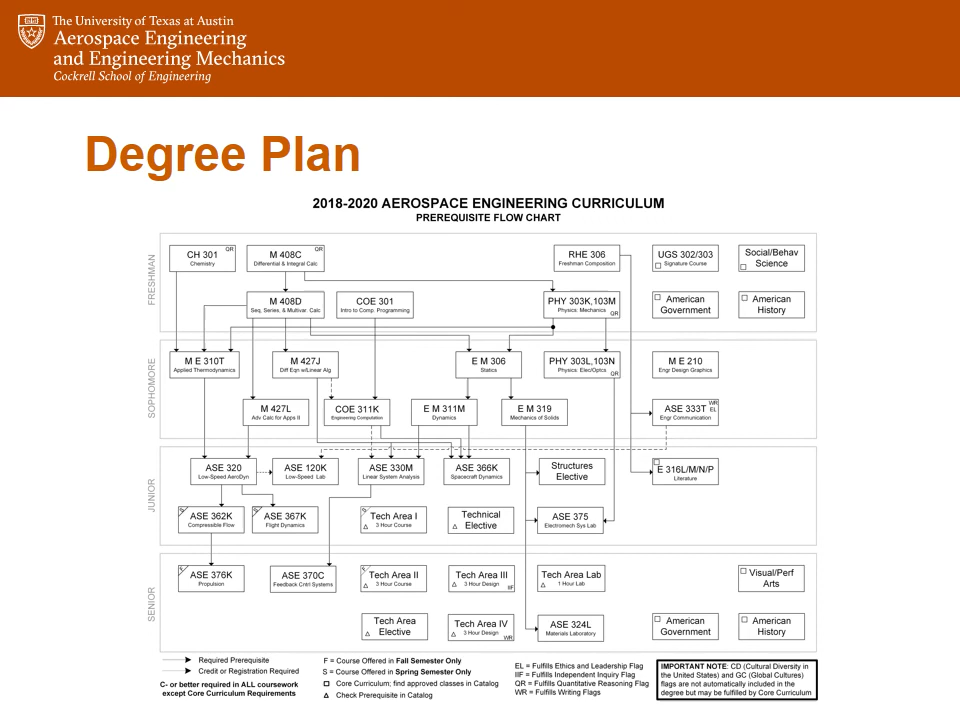 The University of Texas at Austin
Aerospace Engineering
and Engineering Mechanics
Cockrell School of Engineering
Degree Plan
2018-2020 AEROSPACE ENGINEERING CURRICULUM
PREREQUISITE FLOW CHART
FRESHMAN
CH 301
QR
Chemistry
M 408C
QR
Differential & Integral Calc
RHE 306
Freshman Composition
UGS 302/303
Signature Course
Social/Behav
Science
M 408D
Seq. Series, & Multivar. Calc
COE 301
Intro to Comp. Programming
PHY 303K,103M
Physics: Mechanics
QR
American
Government
American
History
SOPHOMORE
M E 310T
Applied Thermodynamics
M 427J
Diff Eqn w/Linear Alg
E M 306
Statics
PHY 303L,103N
Physics: Elec/Optics
QR
M E 210
Engr Design Graphics
M 427L
Adv Calc for Apps II
COE 311K
Engineering Computation
E M 311M
Dynamics
E M 319
Mechanics of Solids
ASE 333T
WR
EL
Engr Communication
JUNIOR
ASE 320
Low-Speed AeroDyn
ASE 120K
Low-Speed Lab
ASE 330M
Linear System Analysis
ASE 366K
Spacecraft Dynamics
Structures
Elective
E 316L/M/N/P
Literature
ASE 362K
Compressible Flow
ASE 367K
Flight Dynamics
Tech Area I
3 Hour Course
Technical
Elective
ASE 375
Electromech Sys Lab
SENIOR
ASE 376K
Propulsion
ASE 370C
Feedback Cntrl Systems
Tech Area II
3 Hour Course
Tech Area III
3 Hour Design
IIF
Tech Area Lab
1 Hour Lab
Visual/Perf
Arts
Tech Area
Elective
Tech Area IV
3 Hour Design
WR
ASE 324L
Materials Laboratory
American
Government
American
History
Required Prerequisite
Credit or Registration Required
C- or better required in ALL coursework
except Core Curriculum Requirements
F = Course Offered in Fall Semester Only
S = Course Offered in Spring Semester Only
Core Curriculum; find approved classes in Catalog
Check Prerequisite in Catalog
EL = Fulfills Ethics and Leadership Flag
IIF = Fulfills Independent Inquiry Flag
QR = Fulfills Quantitative Reasoning Flag
WR = Fulfills Writing Flags
IMPORTANT NOTE: CD (Cultural Diversity in
the United States) and GC (Global Cultures)
flags are not automatically included in the
degree but may be fulfilled by Core Curriculum